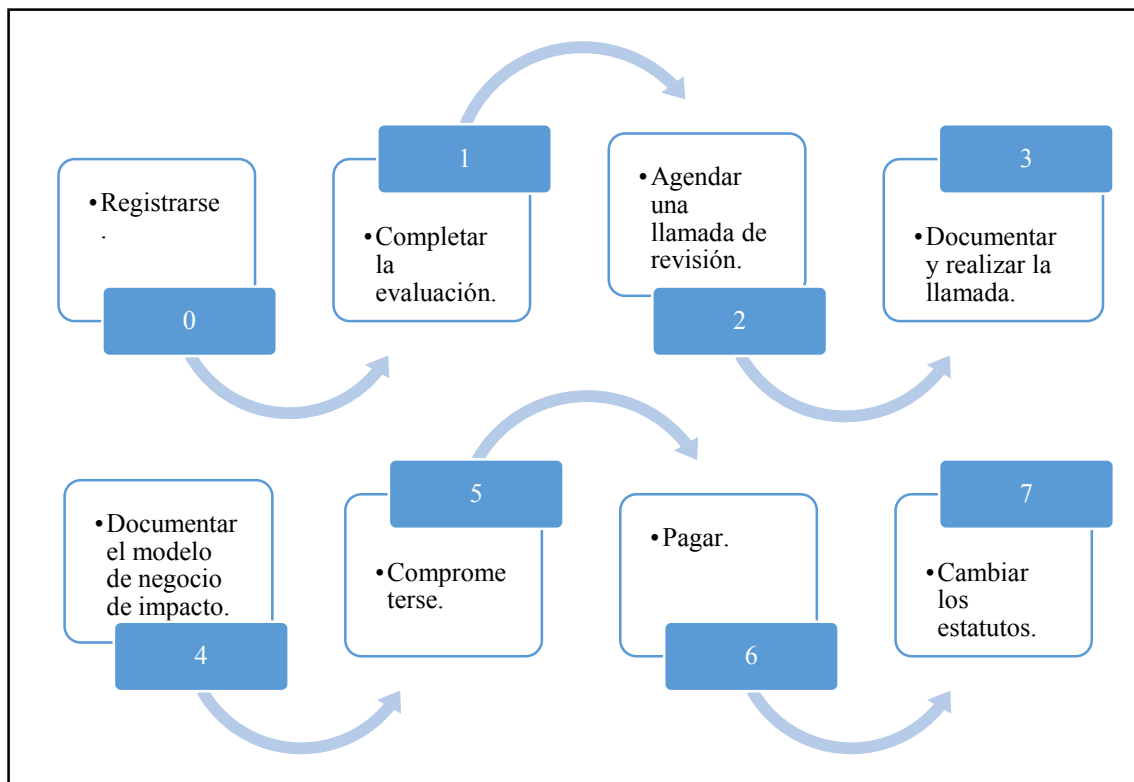 •Registrarse
.
0
1
•Completar
la
evaluación.
•Agendar
una
llamada de
revisión.
2
3
•Documentar
y realizar la
llamada.
•Documentar
el modelo
de negocio
de impacto.
4
5
•Comprome
terse.
•Pagar.
6
7
•Cambiar
los
estatutos.